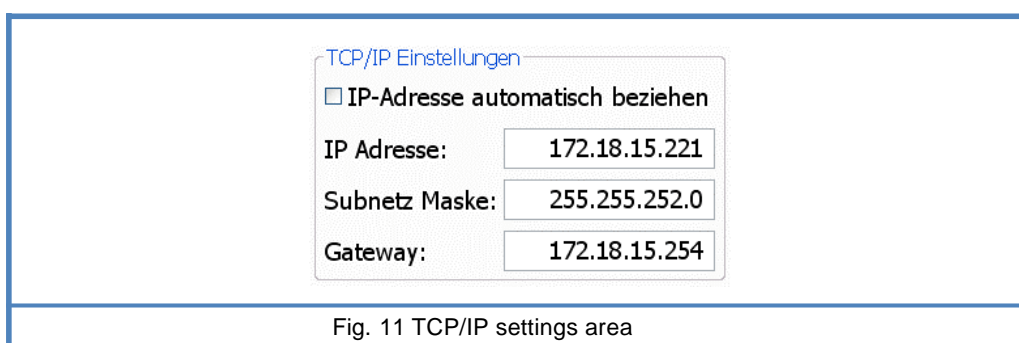 TCP/IP Einstellungen
IP-Adresse automatisch beziehen
IP Adresse: 172.18.15.221
Subnetz Maske: 255.255.252.0
Gateway: 172.18.15.254
Fig. 11 TCP/IP settings area